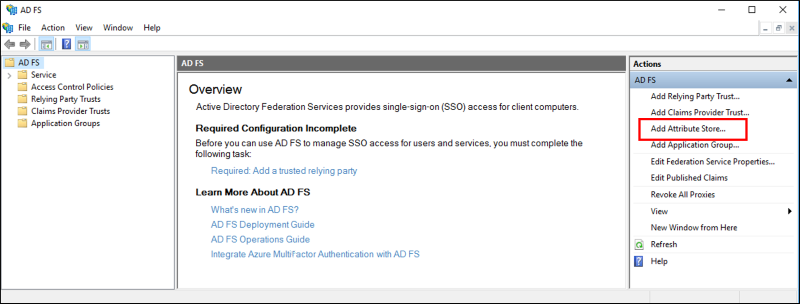 AD FS
File Action View Window Help
AD FS
Service
Access Control Policies
Relying Party Trusts
Claims Provider Trusts
Application Groups
AD FS
Overview
Active Directory Federation Services provides single-sign-on (SSO) access for client computers.
Required Configuration Incomplete
Before you can use AD FS to manage SSO access for users and services, you must complete the
following task:
Required: Add a trusted relying party
Learn More About AD FS
What's new in AD FS?
AD FS Deployment Guide
AD FS Operations Guide
Integrate Azure MultiFactor Authentication with AD FS
Actions
AD FS
Add Relying Party Trust...
Add Claims Provider Trust...
Add Attribute Store...
Add Application Group...
Edit Federation Service Properties...
Edit Published Claims
Revoke All Proxies
View
New Window from Here
Refresh
Help